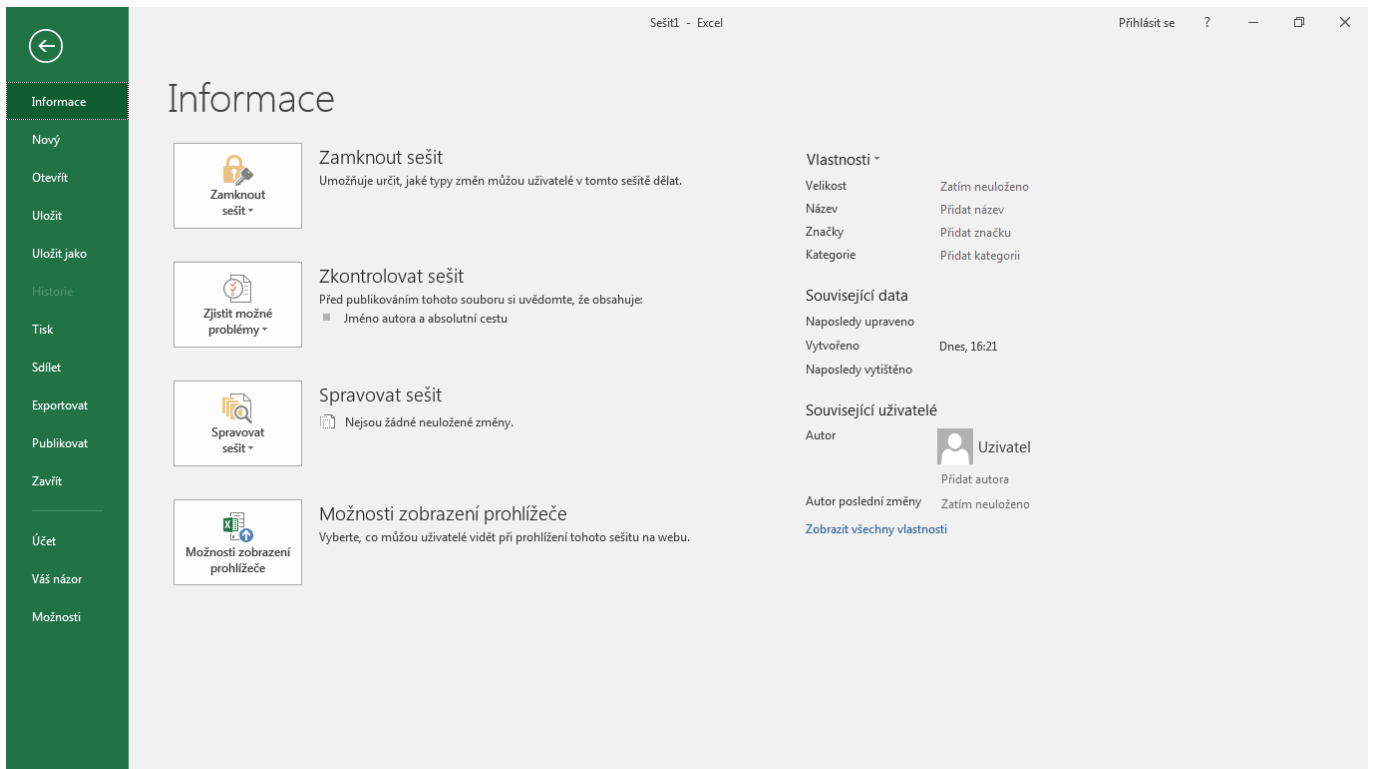 Sešit1 - Excel
Přihlásit se ?
Informace
Nový
Otevřít
Uložit
Uložit jako
Historie
Tisk
Sdílet
Exportovat
Publikovat
Zavřít
Účet
Váš názor
Možnosti
Informace
Zamknout
sešit
Zamknout sešit
Umožňuje určit, jaké typy změn můžou uživatelé v tomto sešitě dělat.
Zjistit možné
problémy
Zkontrolovat sešit
Před publikováním tohoto souboru si uvědomte, že obsahuje:
Jméno autora a absolutní cestu
Spravovat
sešit
Spravovat sešit
Nejsou žádné neuložené změny.
Možnosti zobrazení
prohlížeče
Možnosti zobrazení prohlížeče
Vyberte, co můžou uživatelé vidět při prohlížení tohoto sešitu na webu.
Vlastnosti
Velikost Zatím neuloženo
Název Přidat název
Značky Přidat značku
Kategorie Přidat kategorii
Související data
Naposledy upraveno
Vytvořeno Dnes, 16:21
Naposledy vytištěno
Související uživatelé
Autor Uzivatel
Přidat autora
Autor poslední změny Zatím neuloženo
Zobrazit všechny vlastnosti